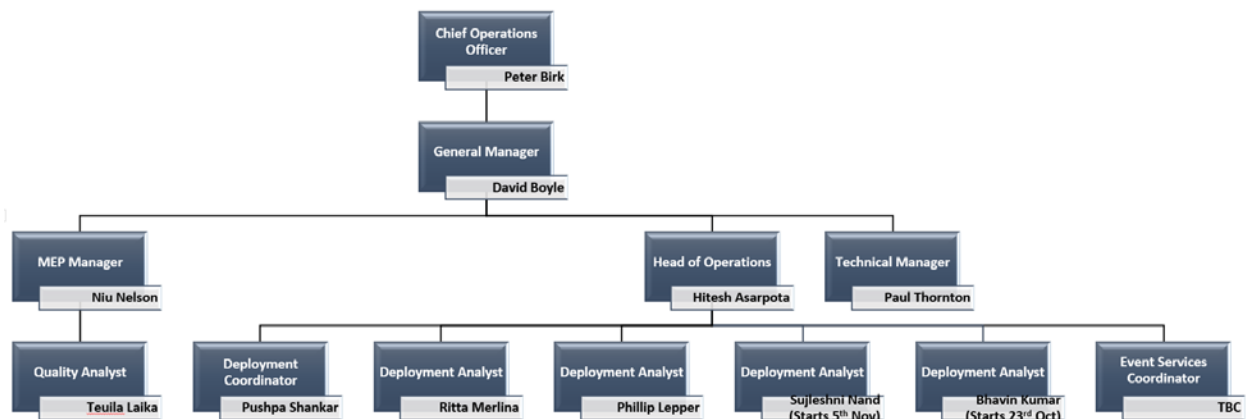 Chief Operations
Officer
Peter Birk
General Manager
David Boyle
MEP Manager
Niu Nelson
Head of Operations
Hitesh Asarpota
Technical Manager
Paul Thornton
Quality Analyst
Teuila Laika
Deployment
Coordinator
Pushpa Shankar
Deployment Analyst
Ritta Merlina
Deployment Analyst
Phillip Lepper
Deployment Analyst
Sujleshni Nand
(Starts 5th Nov)
Deployment Analyst
Bhavin Kumar
(Starts 23rd Oct)
Event Services
Coordinator
TBC